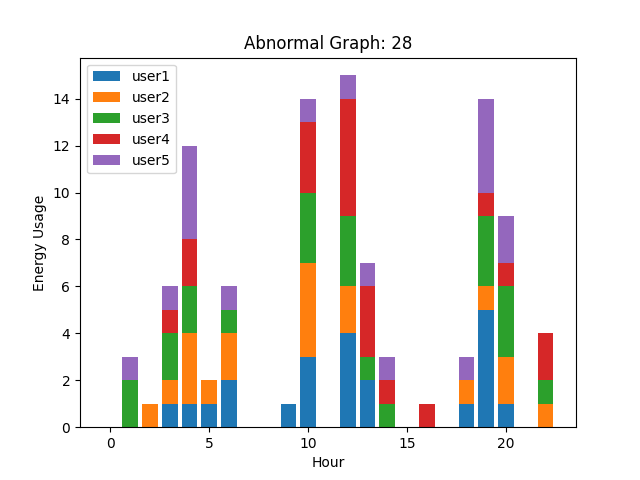 Abnormal Graph: 28
user1
user2
user3
user4
user5
14
12
10
8
6
4
2
0
Energy Usage
0 5 10 15 20
Hour